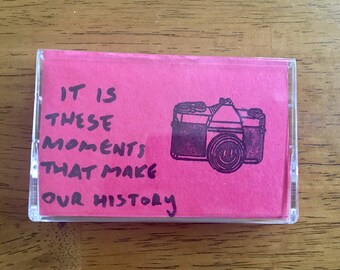 IT IS
THESE
MOMENTS
THAT MAKE
OUR HISTORY